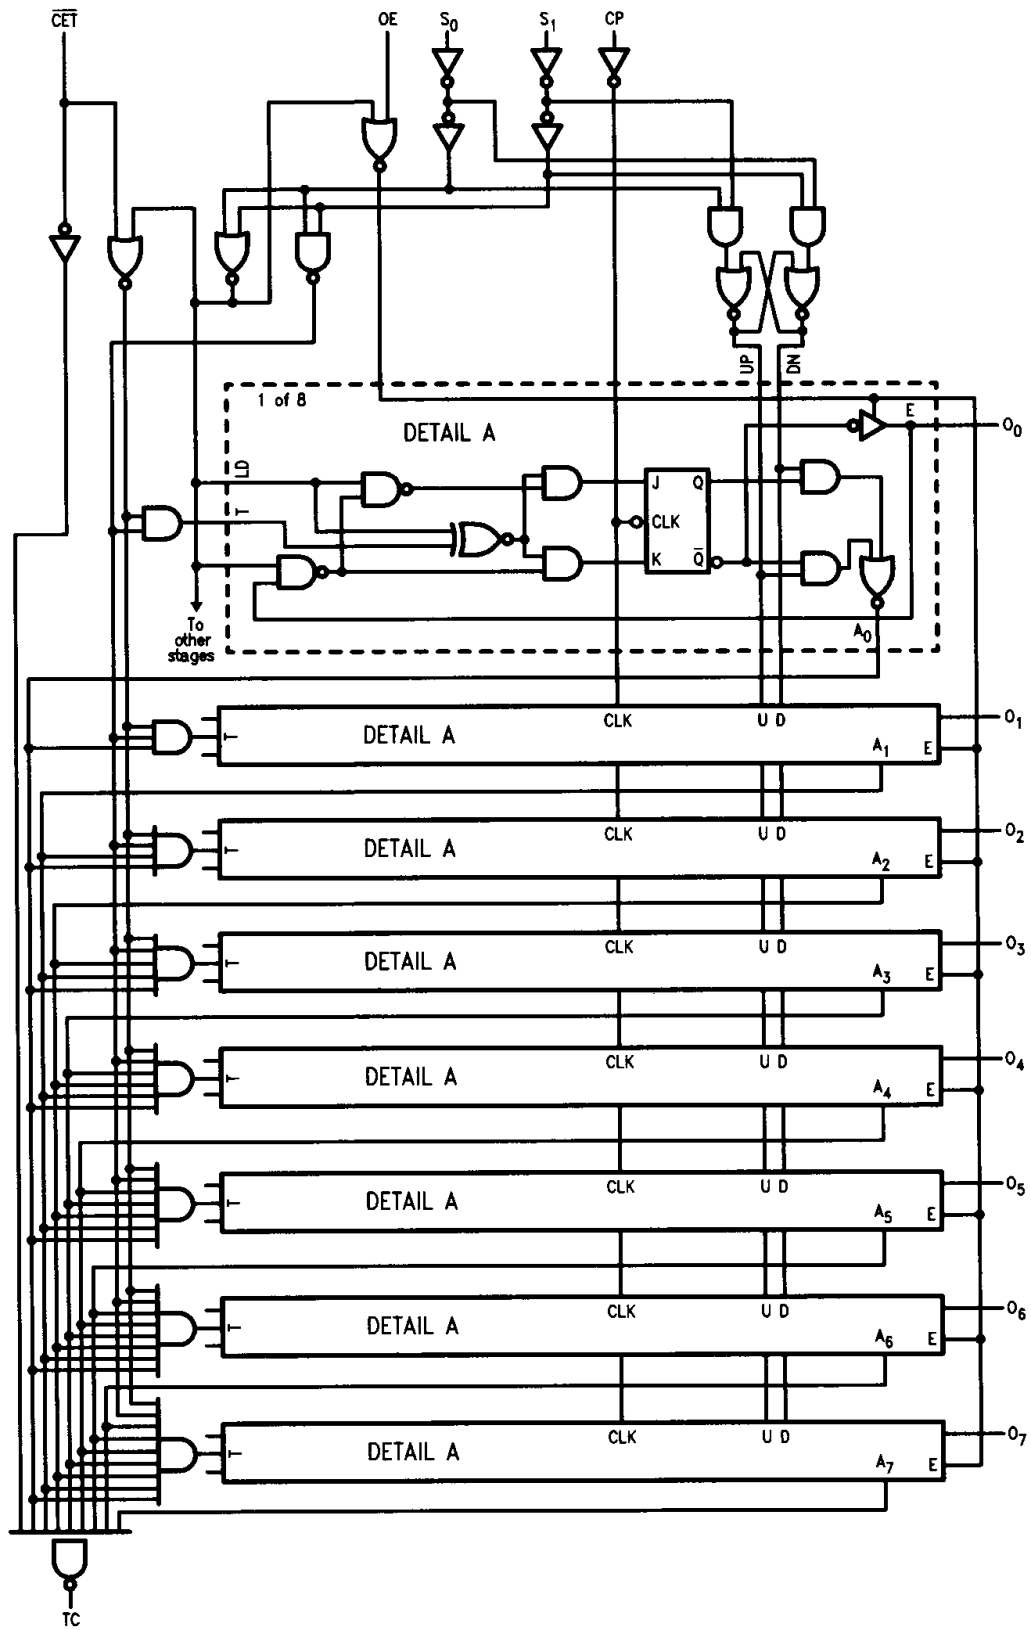 C̅E̅T̅ OE S₀ S₁ CP
UP DN
1 of 8
DETAIL A
E
O₀
LD
T
J Q
CLK
K Q̅
To
other
stages
A₀
CLK U D O₁
T DETAIL A A₁ E
CLK U D O₂
T DETAIL A A₂ E
CLK U D O₃
T DETAIL A A₃ E
CLK U D O₄
T DETAIL A A₄ E
CLK U D O₅
T DETAIL A A₅ E
CLK U D O₆
T DETAIL A A₆ E
CLK U D O₇
T DETAIL A A₇ E
TC